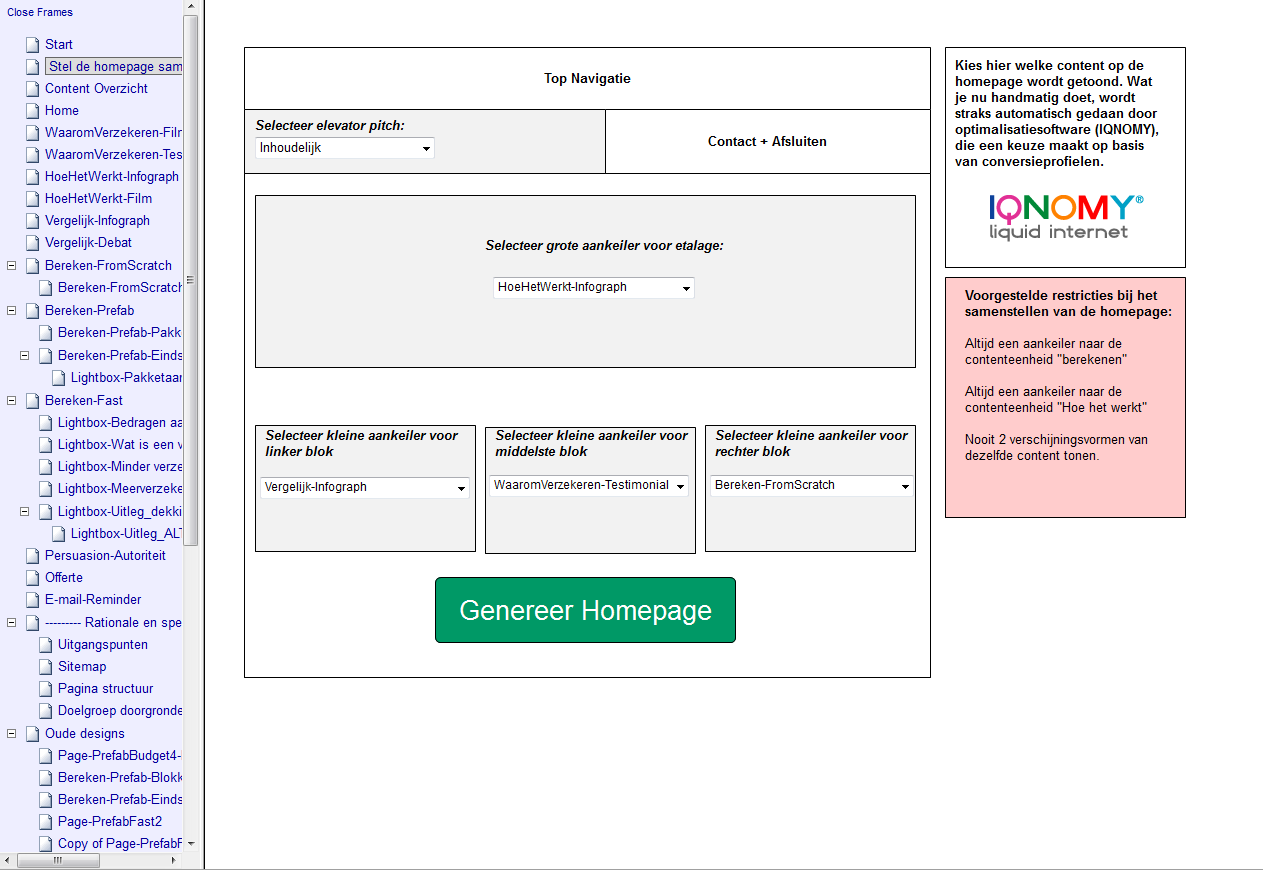 Close Frames
Start
Stel de homepage sam
Content Overzicht
Home
WaaromVerzekeren-Film
WaaromVerzekeren-Tes
HoeHetWerkt-Infograph
HoeHetWerkt-Film
Vergelijk-Infograph
Vergelijk-Debat
Bereken-FromScratch
Bereken-FromScratch
Bereken-Prefab
Bereken-Prefab-Pakk
Bereken-Prefab-Einds
Lightbox-Pakketaar
Bereken-Fast
Lightbox-Bedragen aa
Lightbox-Wat is een v
Lightbox-Minder verze
Lightbox-Meerverzeke
Lightbox-Uitleg_dekki
Lightbox-Uitleg_ALT
Persuasion-Autoriteit
Offerte
E-mail-Reminder
--------- Rationale en spe
Uitgangspunten
Sitemap
Pagina structuur
Doelgroep doorgronde
Oude designs
Page-PrefabBudget4-
Bereken-Prefab-Blokk
Bereken-Prefab-Einds
Page-PrefabFast2
Copy of Page-PrefabF
Top Navigatie
Selecteer elevator pitch:
Inhoudelijk
Contact + Afsluiten
Selecteer grote aankeiler voor etalage:
HoeHetWerkt-Infograph
Selecteer kleine aankeiler voor
linker blok
Vergelijk-Infograph
Selecteer kleine aankeiler voor
middelste blok
WaaromVerzekeren-Testimonial
Selecteer kleine aankeiler voor
rechter blok
Bereken-FromScratch
Genereer Homepage
Kies hier welke content op de
homepage wordt getoond. Wat
je nu handmatig doet, wordt
straks automatisch gedaan door
optimalisatiesoftware (IQNOMY),
die een keuze maakt op basis
van conversieprofielen.
IQNOMY®
liquid internet
Voorgestelde restricties bij het
samenstellen van de homepage:
Altijd een aankeiler naar de
contenteenheid "berekenen"
Altijd een aankeiler naar de
contenteenheid "Hoe het werkt"
Nooit 2 verschijningsvormen van
dezelfde content tonen.